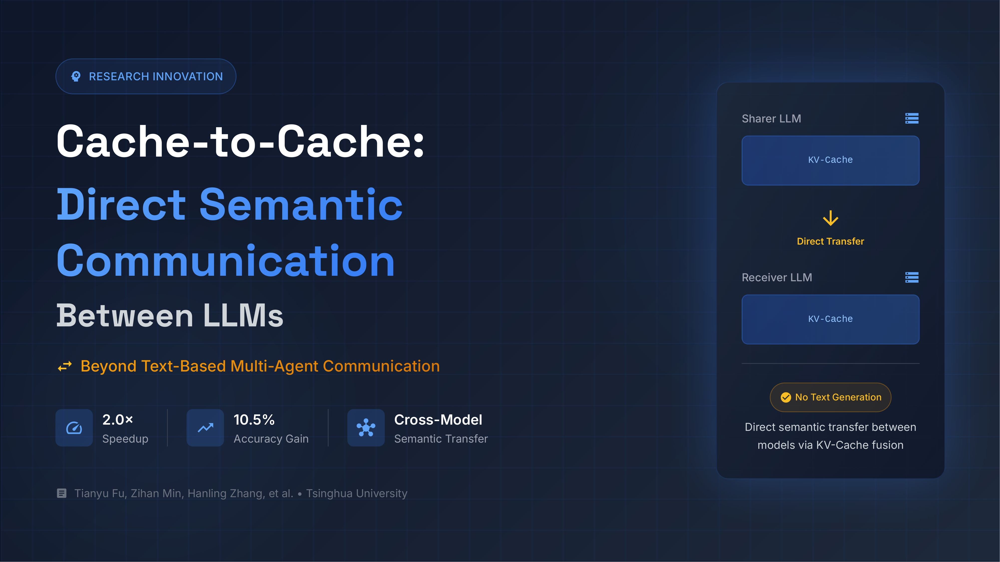 RESEARCH INNOVATION
Cache-to-Cache:
Direct Semantic
Communication
Between LLMs
Beyond Text-Based Multi-Agent Communication
2.0×
Speedup
10.5%
Accuracy Gain
Cross-Model
Semantic Transfer
Tianyu Fu, Zihan Min, Hanling Zhang, et al. • Tsinghua University
Sharer LLM
KV-Cache
Direct Transfer
Receiver LLM
KV-Cache
No Text Generation
Direct semantic transfer between
models via KV-Cache fusion